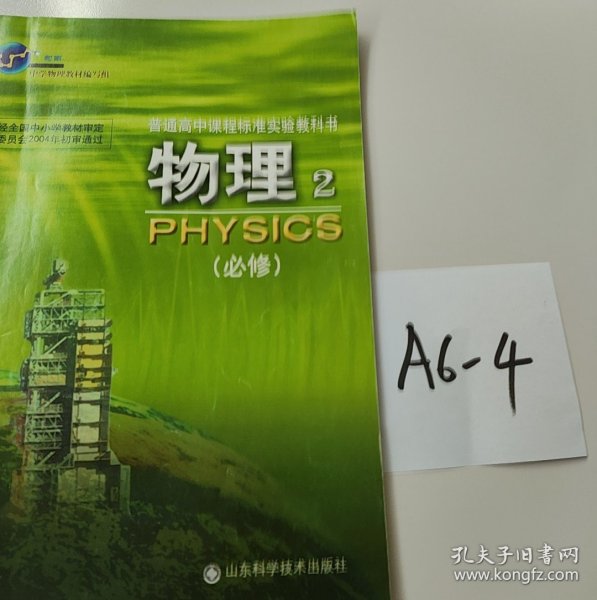 中学物理教材编写组
经全国中小学教材审定
委员会2004年初审通过
普通高中课程标准实验教科书
物理 2
PHYSICS
(必修)
A6-4
山东科学技术出版社
孔夫子旧书网
www.kongfz.com